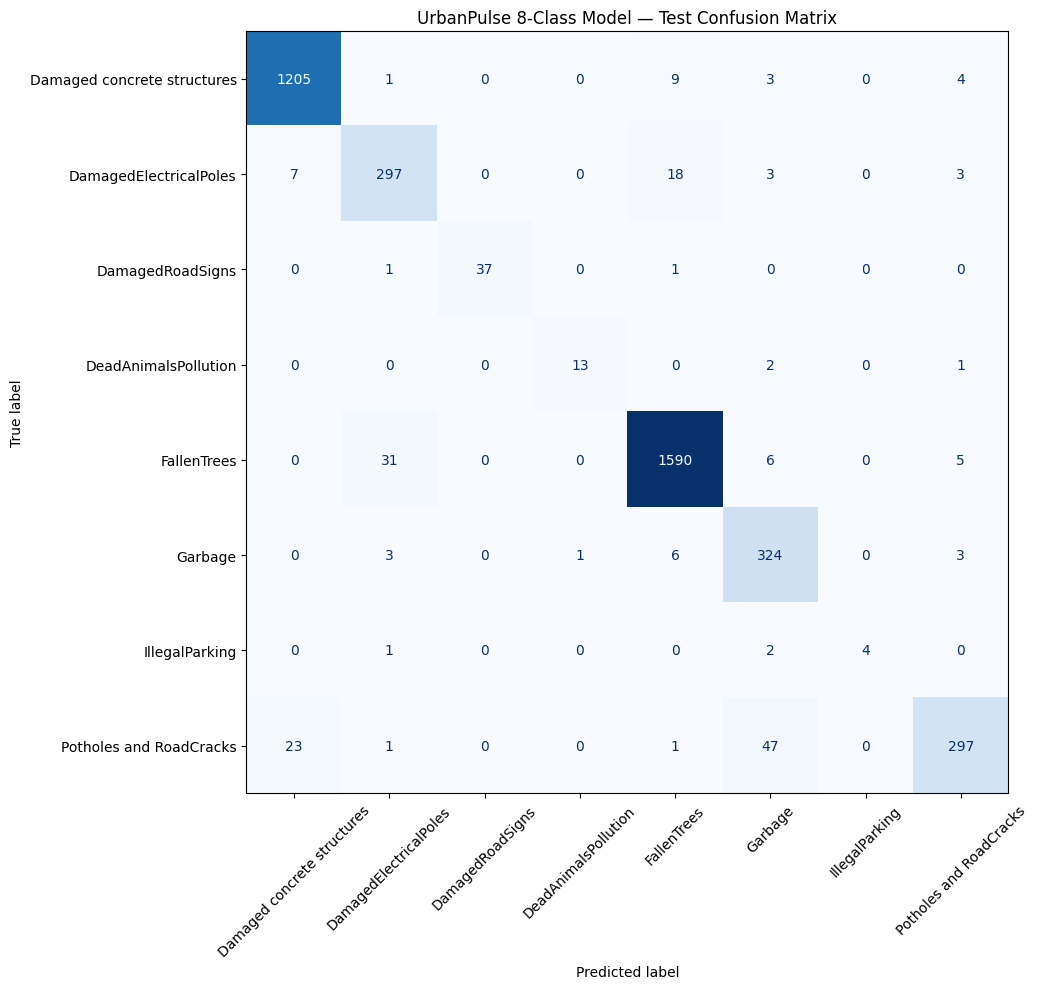 UrbanPulse 8-Class Model — Test Confusion Matrix
True label
Damaged concrete structures 1205 1 0 0 9 3 0 4
DamagedElectricalPoles 7 297 0 0 18 3 0 3
DamagedRoadSigns 0 1 37 0 1 0 0 0
DeadAnimalsPollution 0 0 0 13 0 2 0 1
FallenTrees 0 31 0 0 1590 6 0 5
Garbage 0 3 0 1 6 324 0 3
IllegalParking 0 1 0 0 0 2 4 0
Potholes and RoadCracks 23 1 0 0 1 47 0 297
Damaged concrete structures
DamagedElectricalPoles
DamagedRoadSigns
DeadAnimalsPollution
FallenTrees
Garbage
IllegalParking
Potholes and RoadCracks
Predicted label